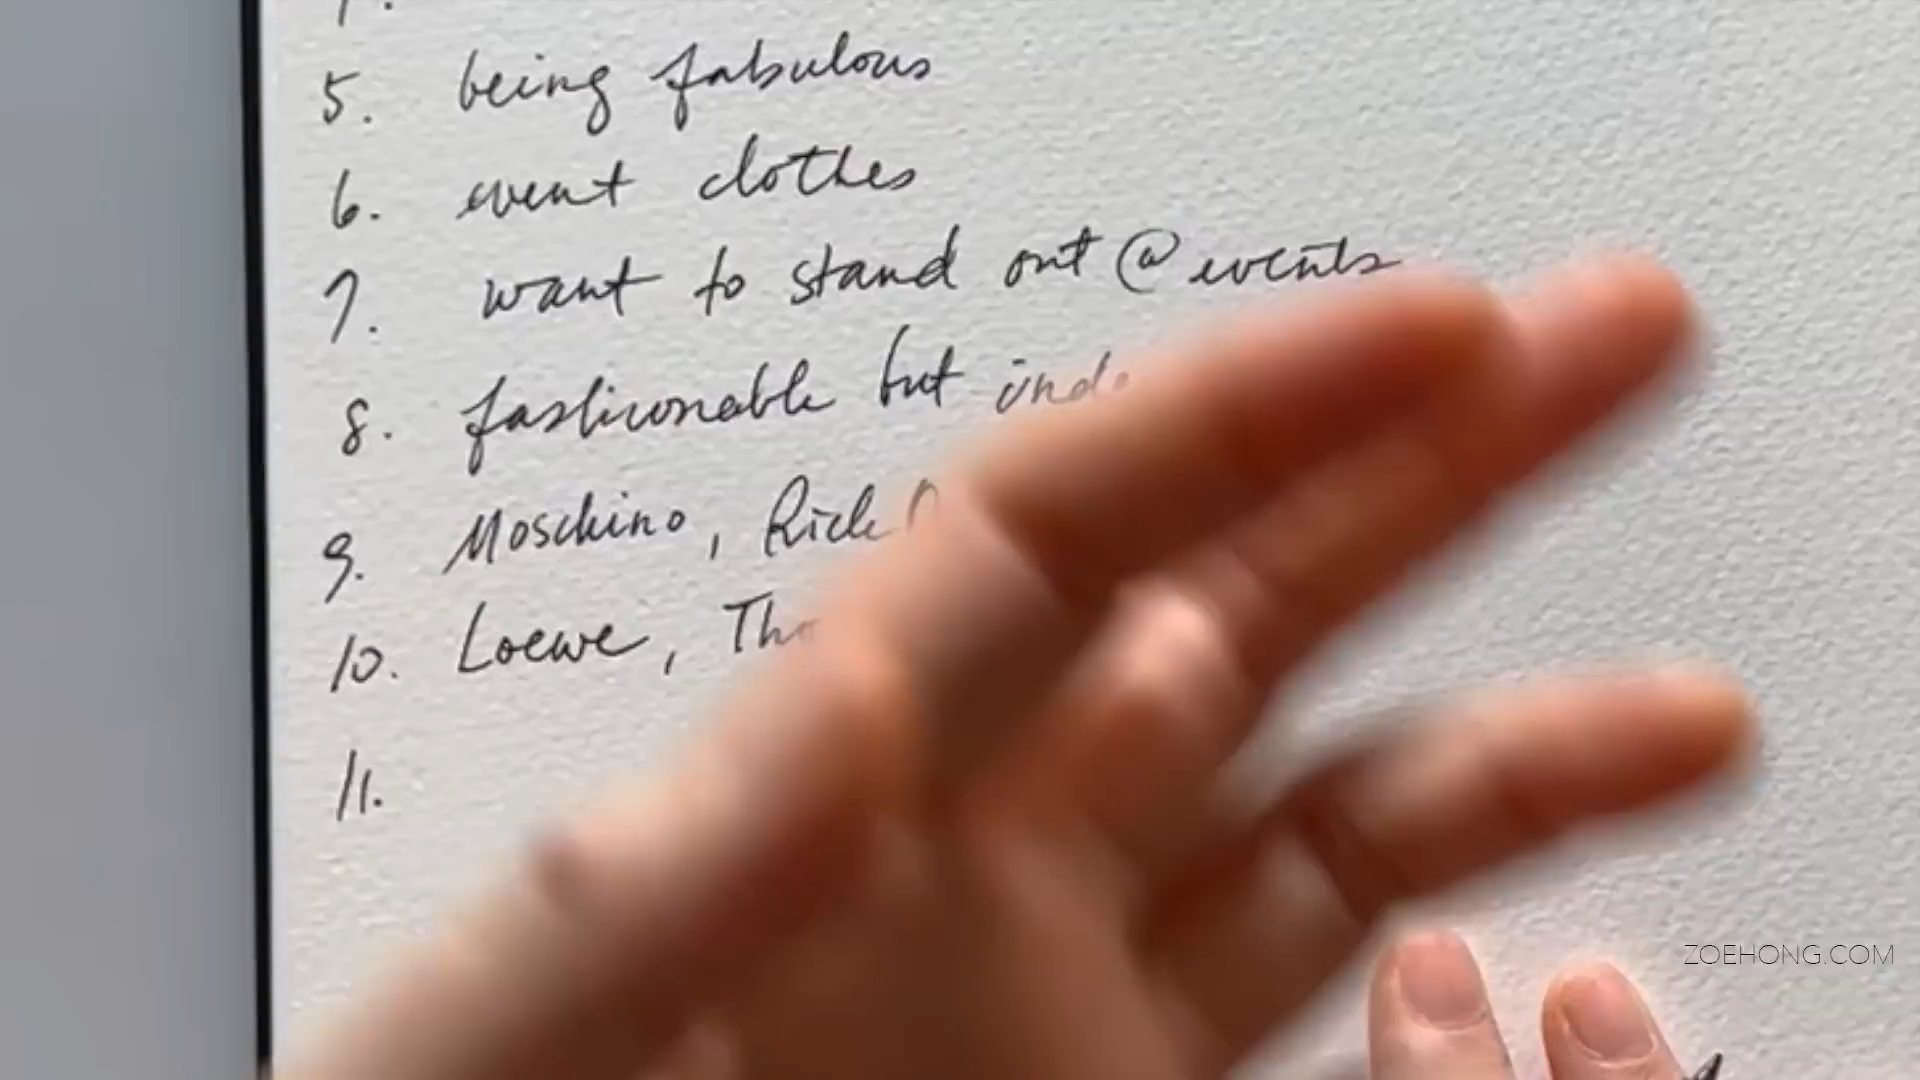 5. being fabulous
6. event clothes
7. want to stand out @ events
8. fashionable but
9. Moschino, Rick
10. Loewe,
11.
ZOEHONG.COM